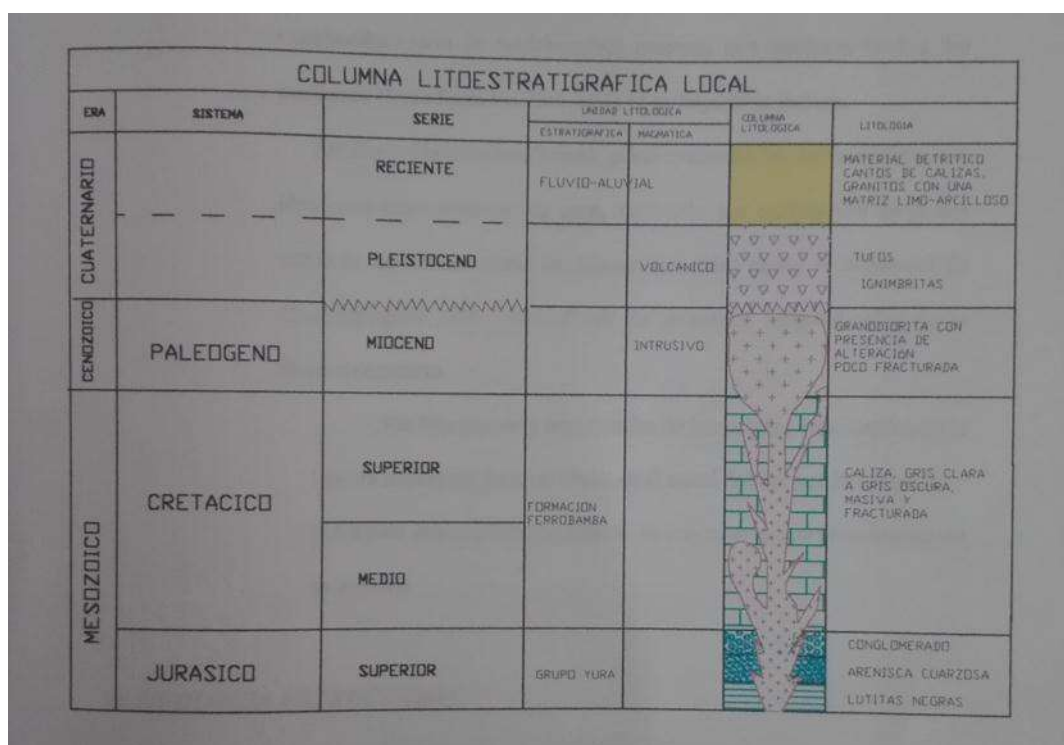 COLUMNA LITOESTRATIGRAFICA LOCAL
ERA
SISTEMA
SERIE
UNIDAD LITOLOGICA
ESTRATIGRAFICA
MAGMATICA
COLUMNA
LITOLOGICA
LITOLOGIA
CUATERNARIO
RECIENTE
FLUVIO-ALUVIAL
MATERIAL DETRITICO
CANTOS DE CALIZAS,
GRANITOS CON UNA
MATRIZ LIMO-ARCILLOSO
PLEISTOCENO
VOLCANICO
TUFOS
IGNIMBRITAS
CENOZOICO
PALEOGENO
MIOCENO
INTRUSIVO
GRANODIORITA CON
PRESENCIA DE
ALTERACIÓN
POCO FRACTURADA
MESOZOICO
CRETACICO
SUPERIOR
MEDIO
FORMACION
FERROBAMBA
CALIZA, GRIS CLARA
A GRIS OSCURA,
MASIVA Y
FRACTURADA
JURASICO
SUPERIOR
GRUPO YURA
CONGLOMERADO
ARENISCA CUARZOSA
LUTITAS NEGRAS